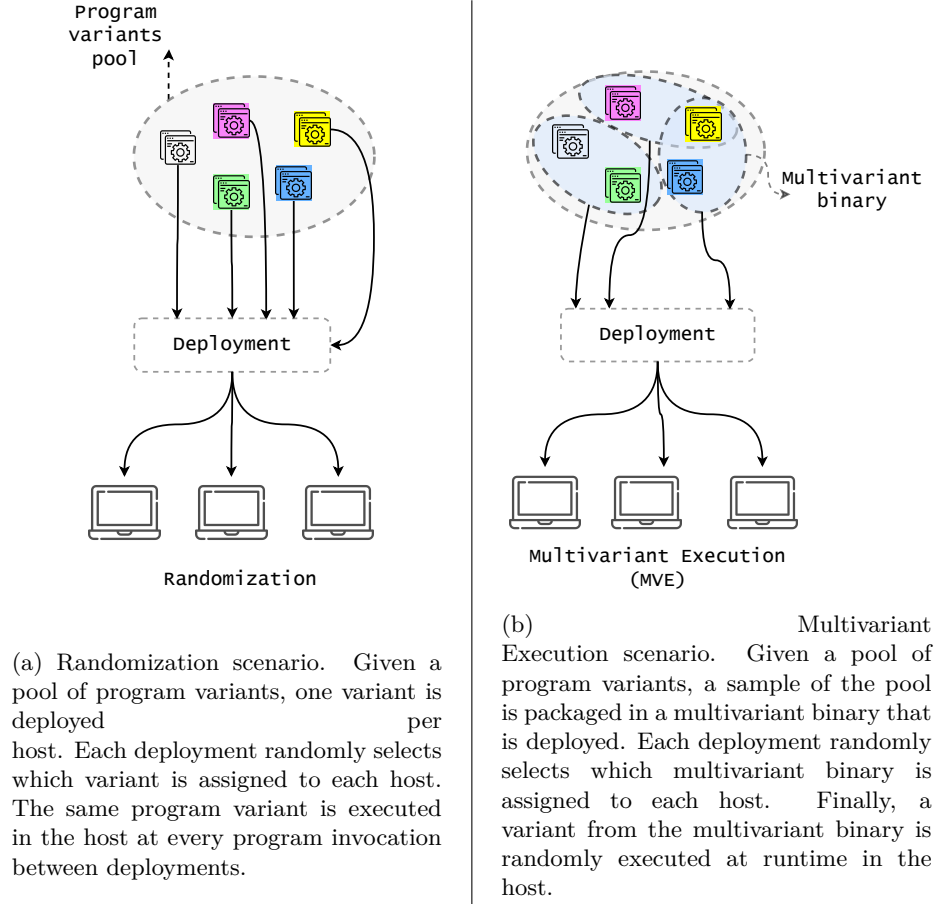 Program
variants
pool
Deployment
Randomization
(a) Randomization scenario. Given a
pool of program variants, one variant is
deployed per
host. Each deployment randomly selects
which variant is assigned to each host.
The same program variant is executed
in the host at every program invocation
between deployments.
Multivariant
binary
Deployment
Multivariant Execution
(MVE)
(b) Multivariant
Execution scenario. Given a pool of
program variants, a sample of the pool
is packaged in a multivariant binary that
is deployed. Each deployment randomly
selects which multivariant binary is
assigned to each host. Finally, a
variant from the multivariant binary is
randomly executed at runtime in the
host.